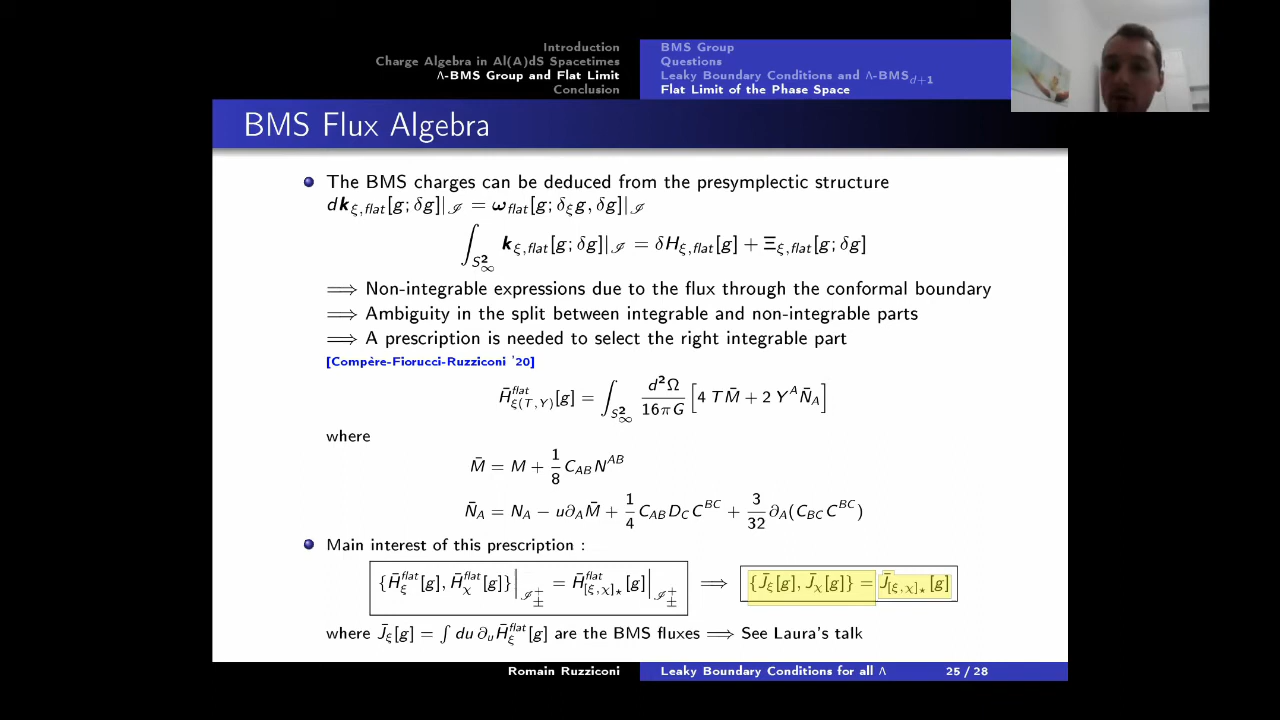 Introduction
Charge Algebra in Al(A)dS Spacetimes
Λ-BMS Group and Flat Limit
Conclusion
BMS Group
Questions
Leaky Boundary Conditions and Λ-BMS_{d+1}
Flat Limit of the Phase Space
BMS Flux Algebra
The BMS charges can be deduced from the presymplectic structure
dk_{ξ,flat}[g; δg]|_ℐ = ω_{flat}[g; δ_ξ g, δg]|_ℐ
∫_{S²_∞} k_{ξ,flat}[g; δg]|_ℐ = δH_{ξ,flat}[g] + Ξ_{ξ,flat}[g; δg]
⟹ Non-integrable expressions due to the flux through the conformal boundary
⟹ Ambiguity in the split between integrable and non-integrable parts
⟹ A prescription is needed to select the right integrable part
[Compère-Fiorucci-Ruzziconi '20]
H̄^{flat}_{ξ(T,Y)}[g] = ∫_{S²_∞} d²Ω/16πG [4 T M̄ + 2 Y^A N̄_A]
where
M̄ = M + 1/8 C_{AB} N^{AB}
N̄_A = N_A − u∂_A M̄ + 1/4 C_{AB} D_C C^{BC} + 3/32 ∂_A(C_{BC} C^{BC})
Main interest of this prescription :
{H̄^{flat}_ξ[g], H̄^{flat}_χ[g]}|_{ℐ^+_±} = H̄^{flat}_{[ξ,χ]⋆}[g]|_{ℐ^+_±} ⟹ {J̄_ξ[g], J̄_χ[g]} = J̄_{[ξ,χ]⋆}[g]
where J̄_ξ[g] = ∫ du ∂_u H̄^{flat}_ξ[g] are the BMS fluxes ⟹ See Laura's talk
Romain Ruzziconi
Leaky Boundary Conditions for all Λ
25 / 28